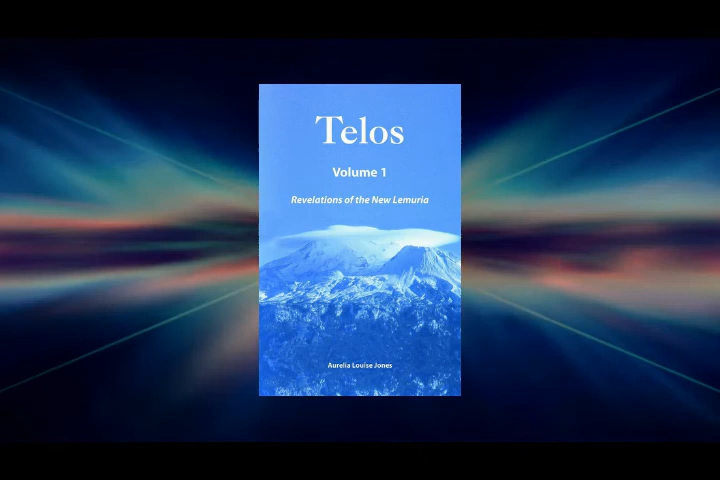 Telos
Volume 1
Revelations of the New Lemuria
Aurelia Louise Jones